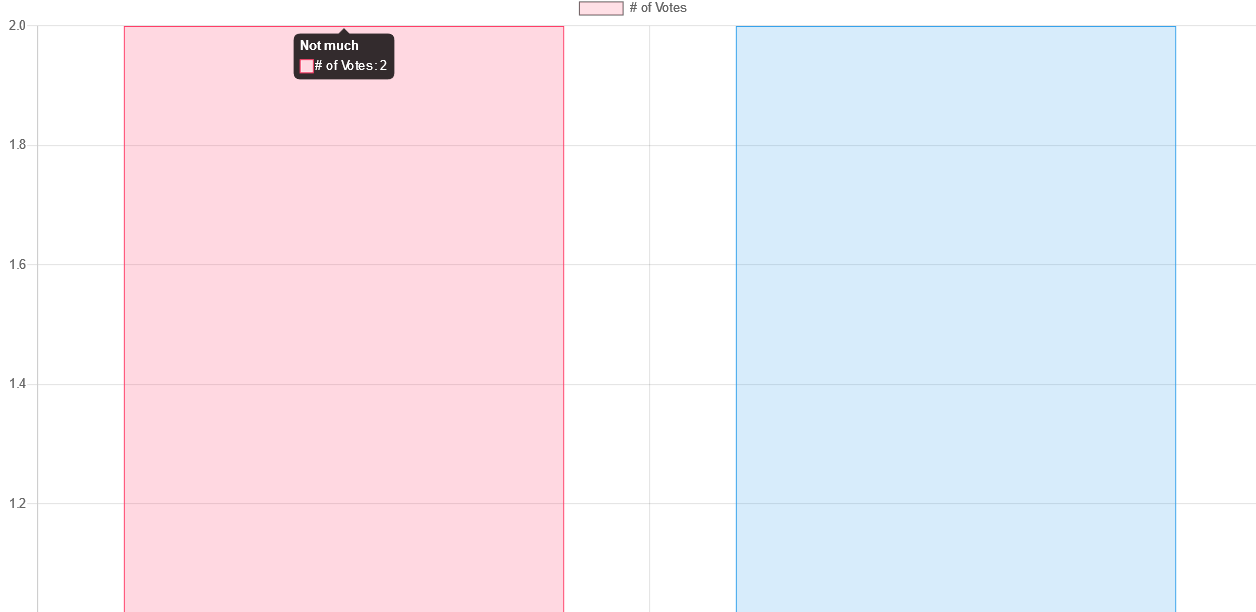 # of Votes
2.0
Not much
# of Votes: 2
1.8
1.6
1.4
1.2